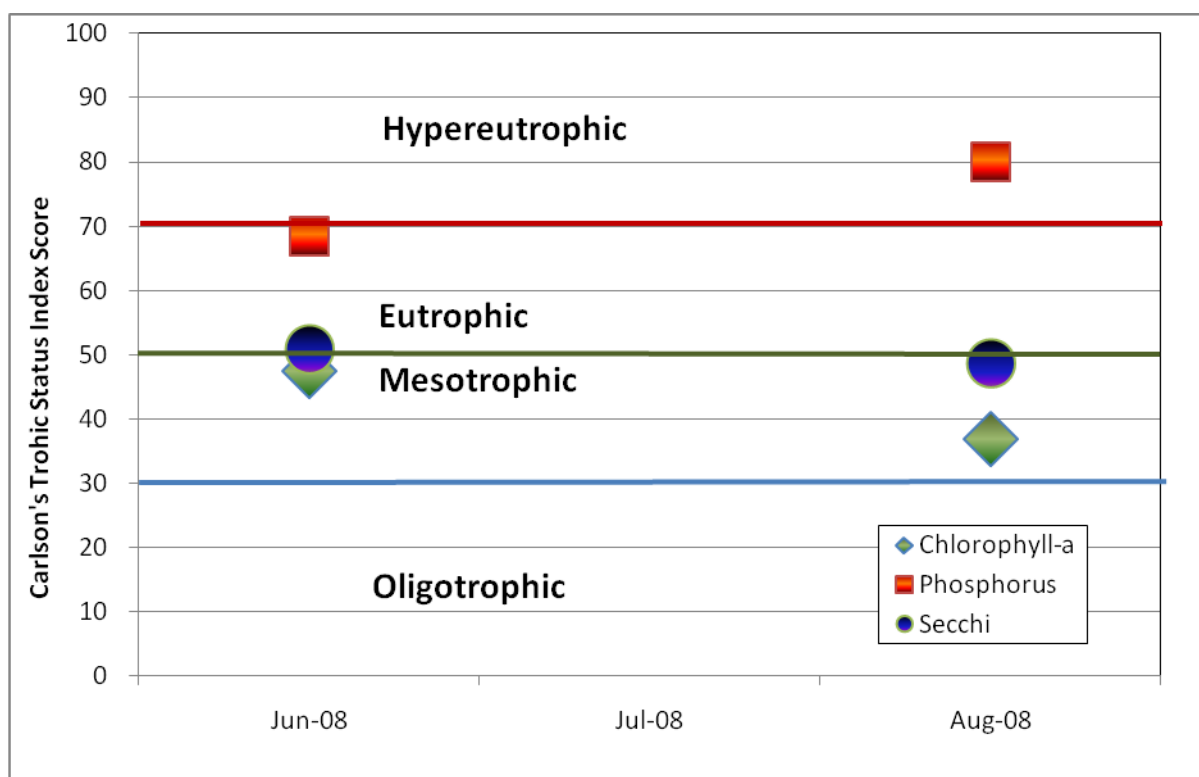 Carlson's Trohic Status Index Score
100
90
80
70
60
50
40
30
20
10
0
Hypereutrophic
Eutrophic
Mesotrophic
Oligotrophic
Chlorophyll-a
Phosphorus
Secchi
Jun-08
Jul-08
Aug-08